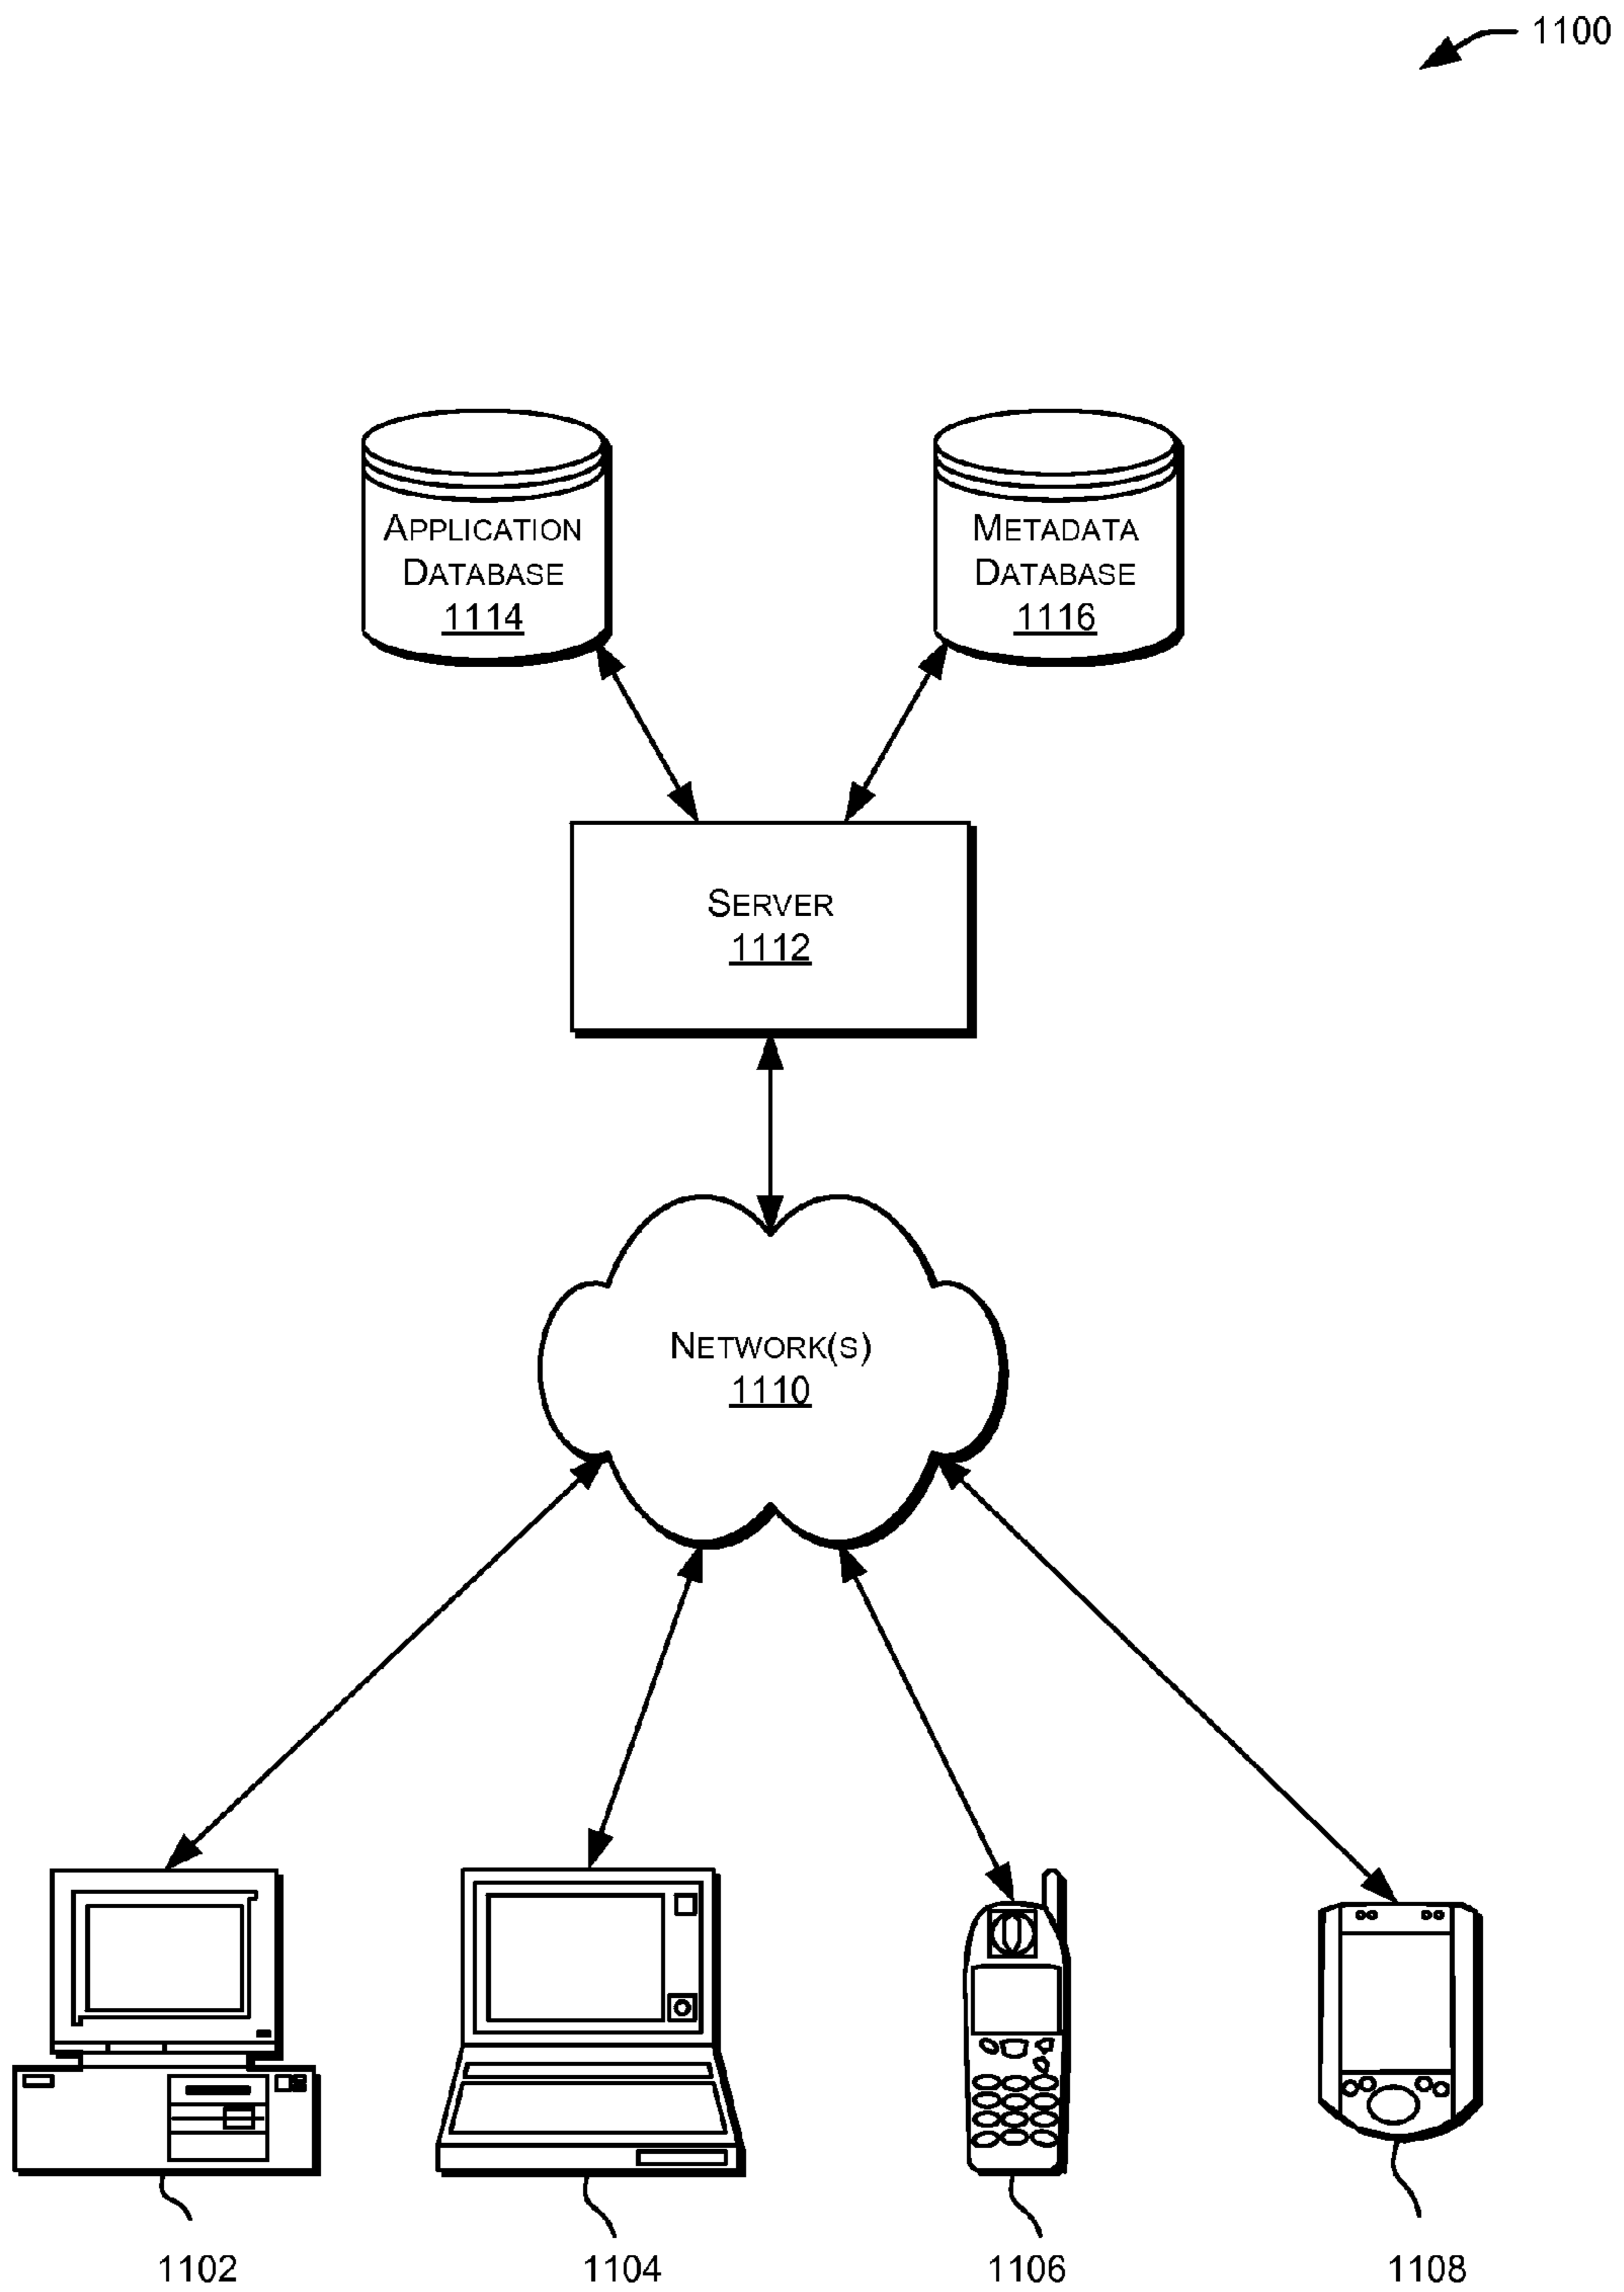 1100
APPLICATION
DATABASE
1114
METADATA
DATABASE
1116
SERVER
1112
NETWORK(S)
1110
1102
1104
1106
1108